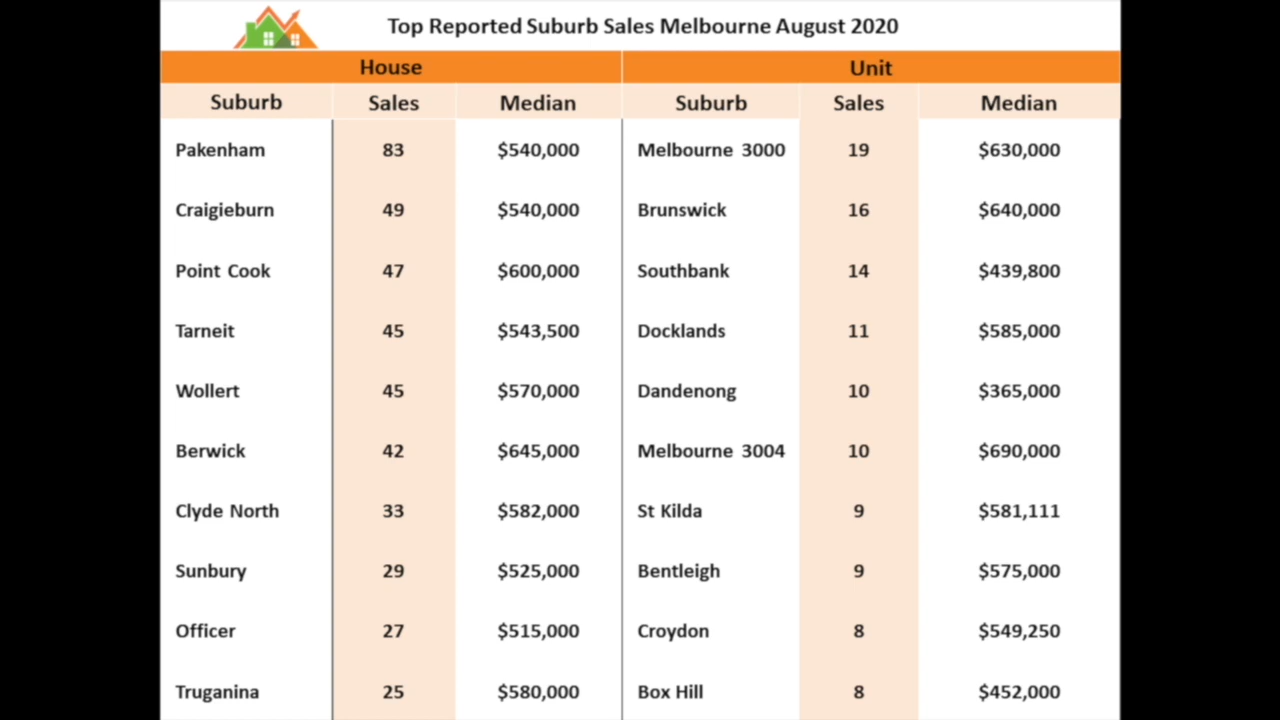 Top Reported Suburb Sales Melbourne August 2020
House Unit
Suburb Sales Median Suburb Sales Median
Pakenham 83 $540,000 Melbourne 3000 19 $630,000
Craigieburn 49 $540,000 Brunswick 16 $640,000
Point Cook 47 $600,000 Southbank 14 $439,800
Tarneit 45 $543,500 Docklands 11 $585,000
Wollert 45 $570,000 Dandenong 10 $365,000
Berwick 42 $645,000 Melbourne 3004 10 $690,000
Clyde North 33 $582,000 St Kilda 9 $581,111
Sunbury 29 $525,000 Bentleigh 9 $575,000
Officer 27 $515,000 Croydon 8 $549,250
Truganina 25 $580,000 Box Hill 8 $452,000